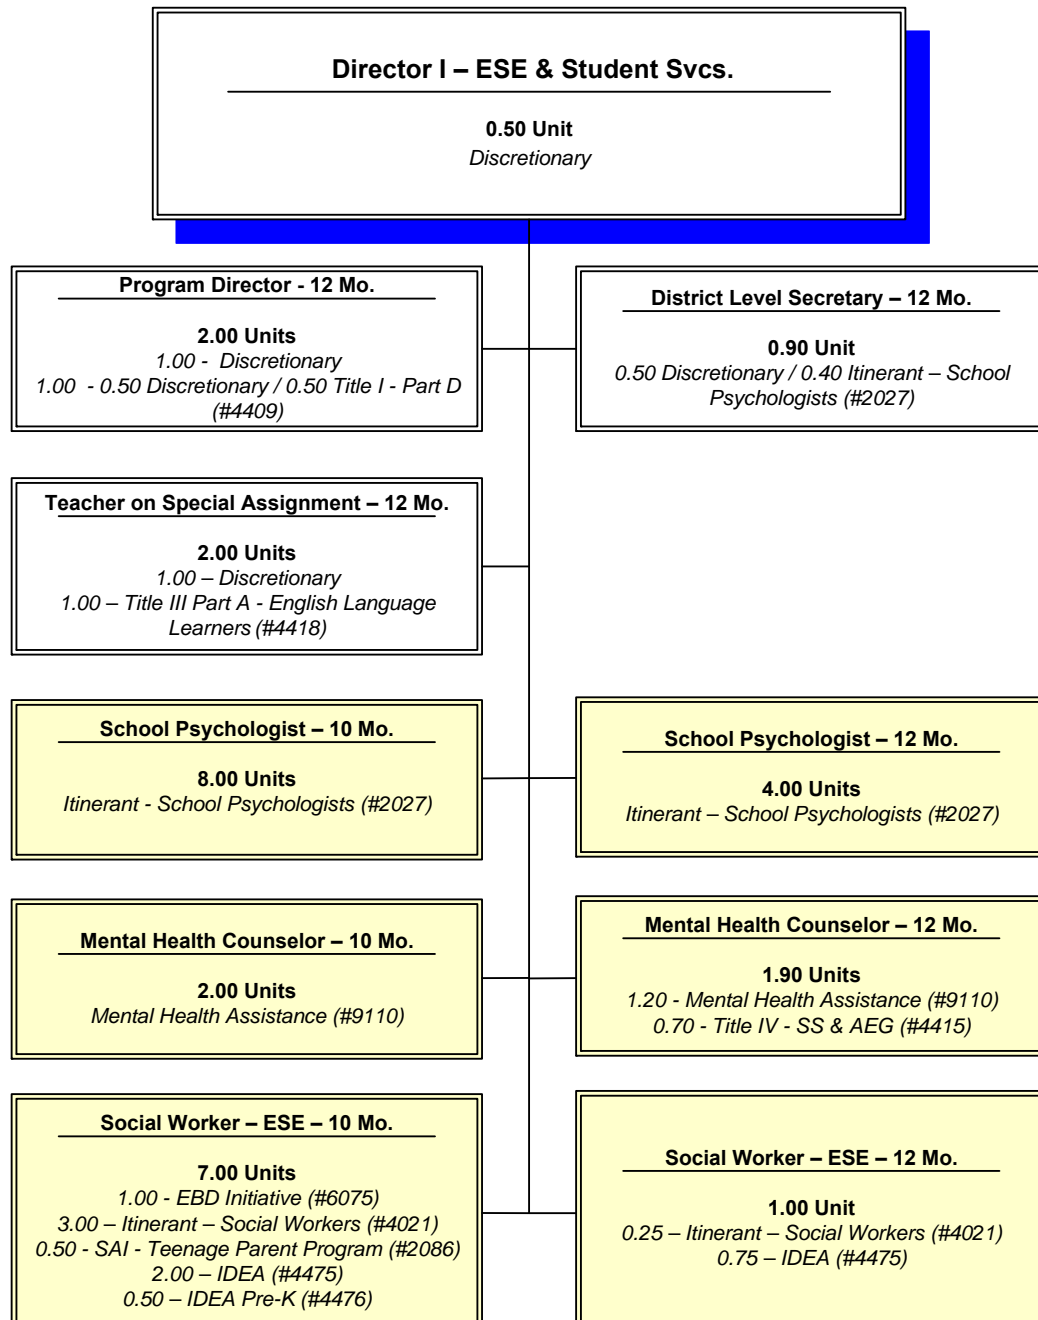 Director I – ESE & Student Svcs.
0.50 Unit
Discretionary
Program Director - 12 Mo.
2.00 Units
1.00 - Discretionary
1.00 - 0.50 Discretionary / 0.50 Title I - Part D
(#4409)
District Level Secretary – 12 Mo.
0.90 Unit
0.50 Discretionary / 0.40 Itinerant – School
Psychologists (#2027)
Teacher on Special Assignment – 12 Mo.
2.00 Units
1.00 – Discretionary
1.00 – Title III Part A - English Language
Learners (#4418)
School Psychologist – 10 Mo.
8.00 Units
Itinerant - School Psychologists (#2027)
School Psychologist – 12 Mo.
4.00 Units
Itinerant – School Psychologists (#2027)
Mental Health Counselor – 10 Mo.
2.00 Units
Mental Health Assistance (#9110)
Mental Health Counselor – 12 Mo.
1.90 Units
1.20 - Mental Health Assistance (#9110)
0.70 - Title IV - SS & AEG (#4415)
Social Worker – ESE – 10 Mo.
7.00 Units
1.00 - EBD Initiative (#6075)
3.00 – Itinerant – Social Workers (#4021)
0.50 - SAI - Teenage Parent Program (#2086)
2.00 – IDEA (#4475)
0.50 – IDEA Pre-K (#4476)
Social Worker – ESE – 12 Mo.
1.00 Unit
0.25 – Itinerant – Social Workers (#4021)
0.75 – IDEA (#4475)